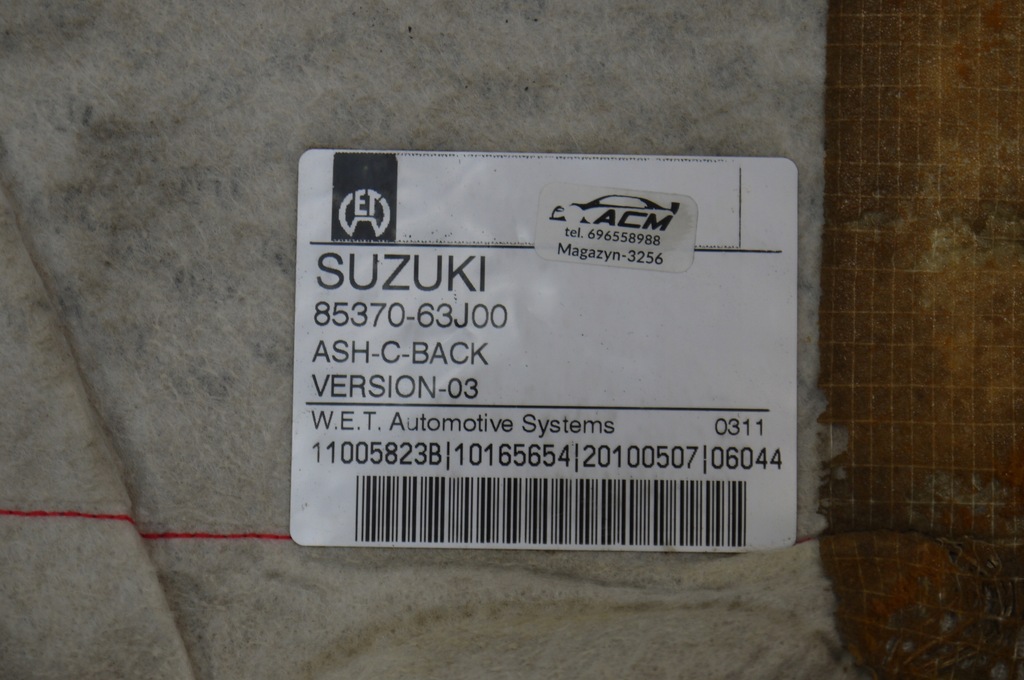 WET
ACM
tel. 696558988
Magazyn-3256
SUZUKI
85370-63J00
ASH-C-BACK
VERSION-03
W.E.T. Automotive Systems 0311
11005823B|10165654|20100507|06044